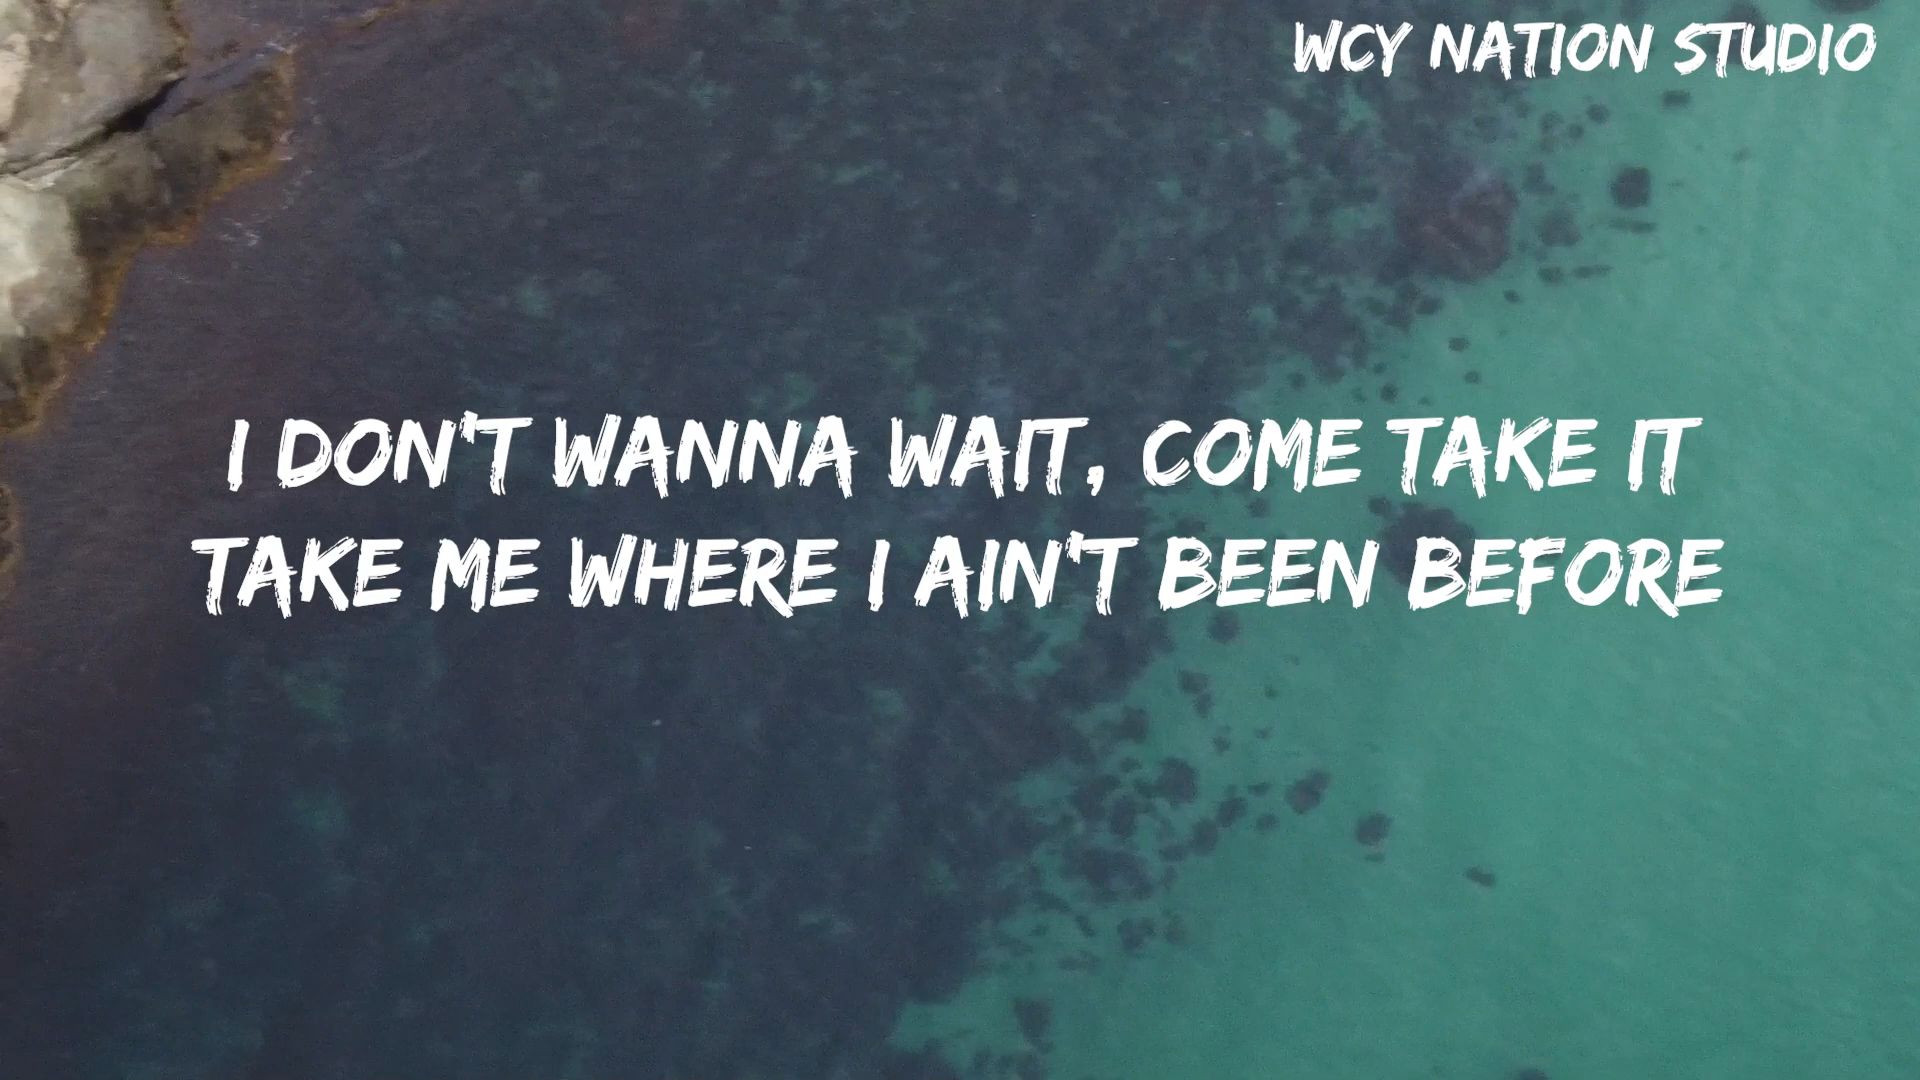 WCY NATION STUDIO
I DON'T WANNA WAIT, COME TAKE IT
TAKE ME WHERE I AIN'T BEEN BEFORE